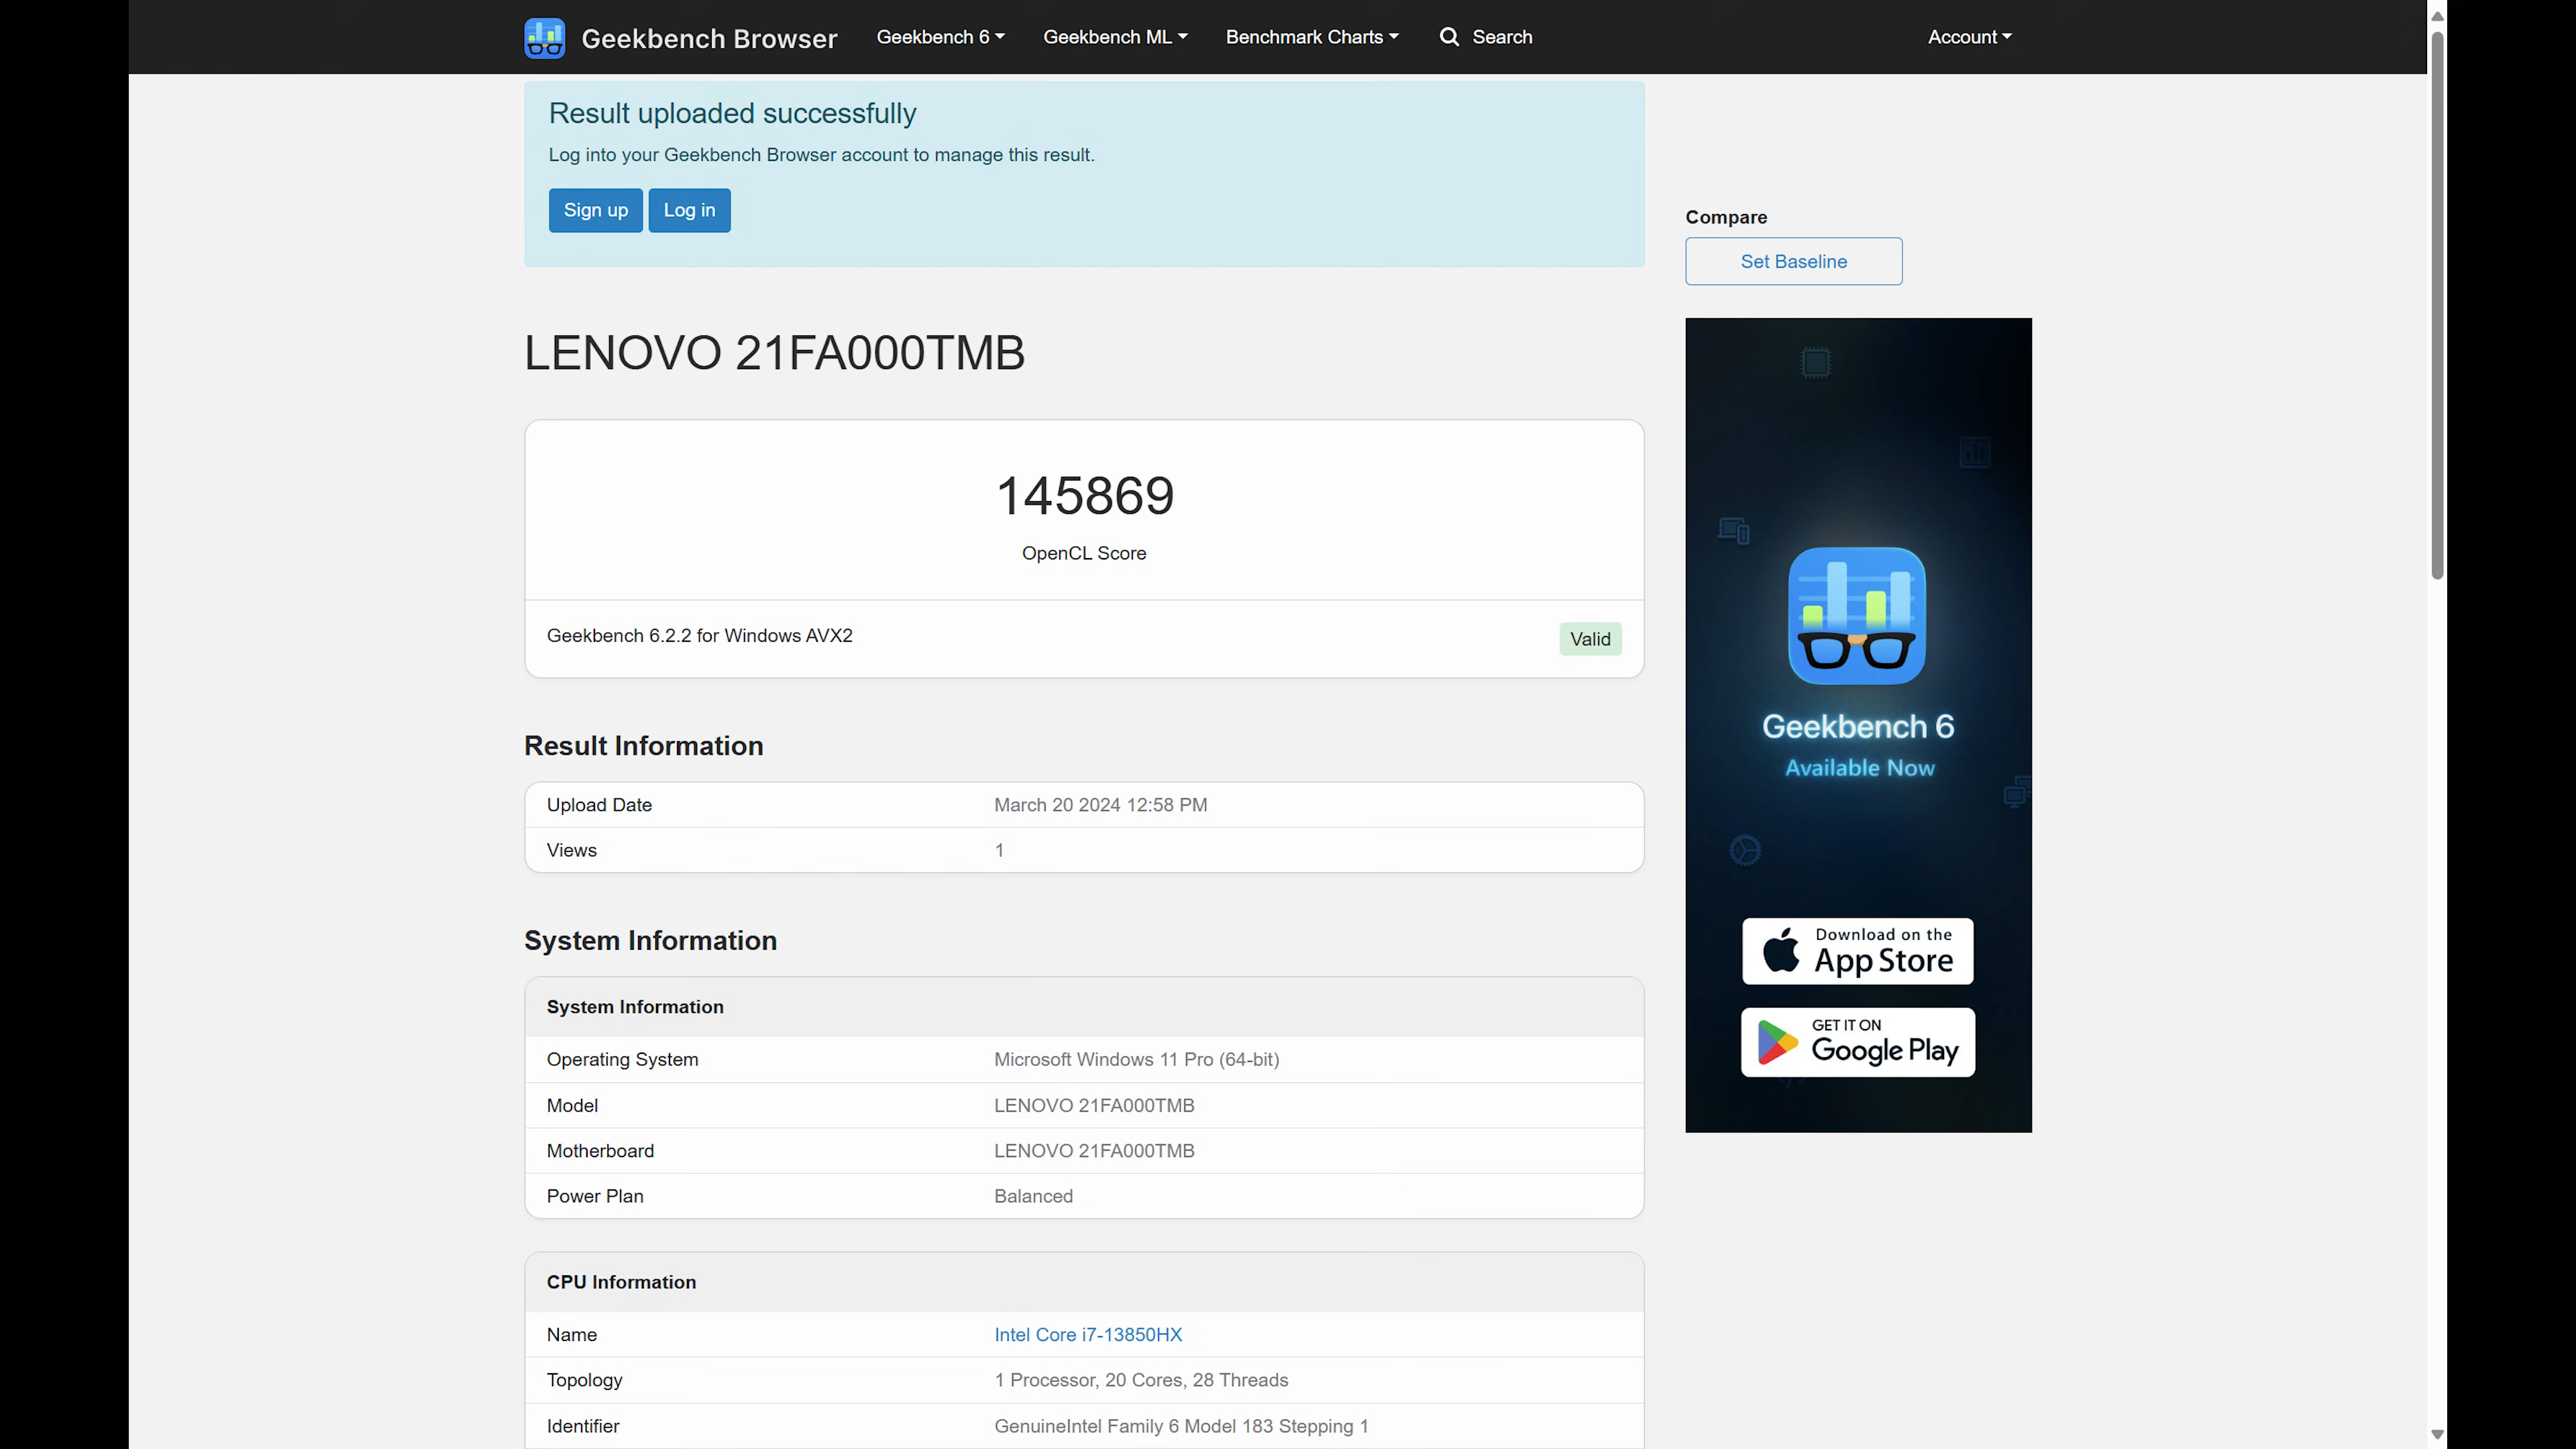 Geekbench Browser Geekbench 6 Geekbench ML Benchmark Charts Search Account
Result uploaded successfully
Log into your Geekbench Browser account to manage this result.
Sign up Log in
Compare
Set Baseline
LENOVO 21FA000TMB
145869
OpenCL Score
Geekbench 6.2.2 for Windows AVX2 Valid
Result Information
Upload Date March 20 2024 12:58 PM
Views 1
System Information
System Information
Operating System Microsoft Windows 11 Pro (64-bit)
Model LENOVO 21FA000TMB
Motherboard LENOVO 21FA000TMB
Power Plan Balanced
CPU Information
Name Intel Core i7-13850HX
Topology 1 Processor, 20 Cores, 28 Threads
Identifier GenuineIntel Family 6 Model 183 Stepping 1
Geekbench 6
Available Now
Download on the
App Store
GET IT ON
Google Play